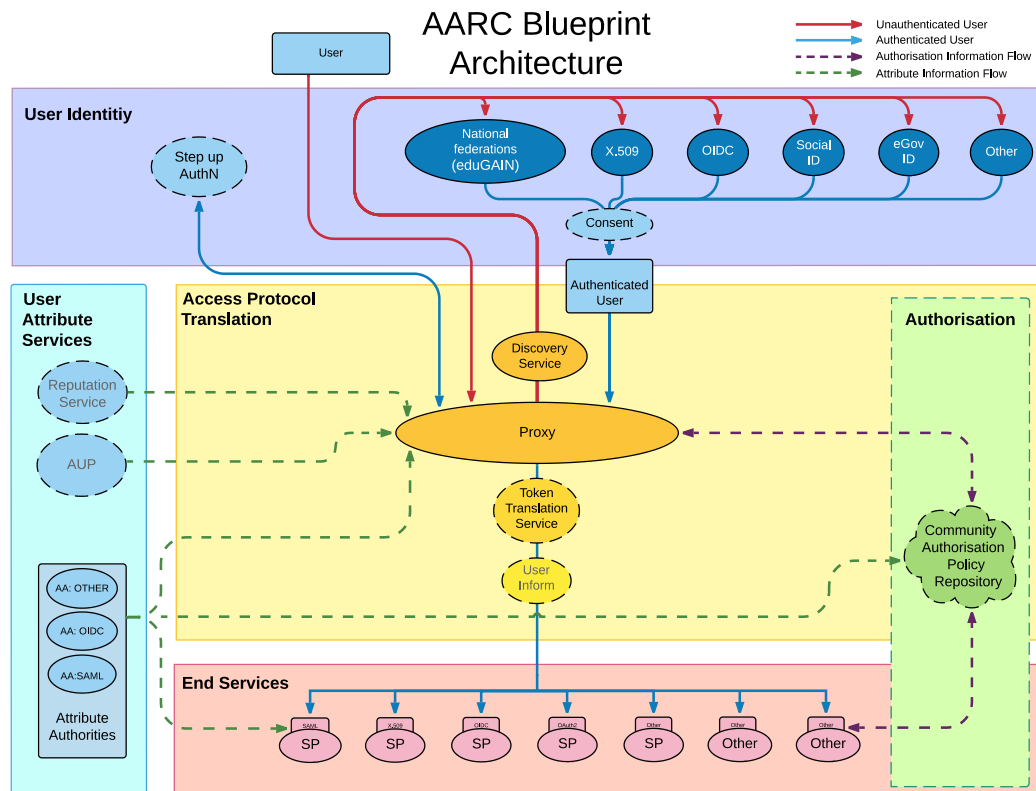 AARC Blueprint
Architecture
Unauthenticated User
Authenticated User
Authorisation Information Flow
Attribute Information Flow
User
User Identitiy
Step up
AuthN
National
federations
(eduGAIN)
X.509
OIDC
Social
ID
eGov
ID
Other
Consent
Authenticated
User
User
Attribute
Services
Access Protocol
Translation
Authorisation
Discovery
Service
Reputation
Service
Proxy
AUP
Token
Translation
Service
Community
Authorisation
Policy
Repository
User
Inform
AA: OTHER
AA: OIDC
AA:SAML
Attribute
Authorities
End Services
SAML
SP
X.509
SP
OIDC
SP
OAuth2
SP
Other
SP
Other
Other
Other
Other